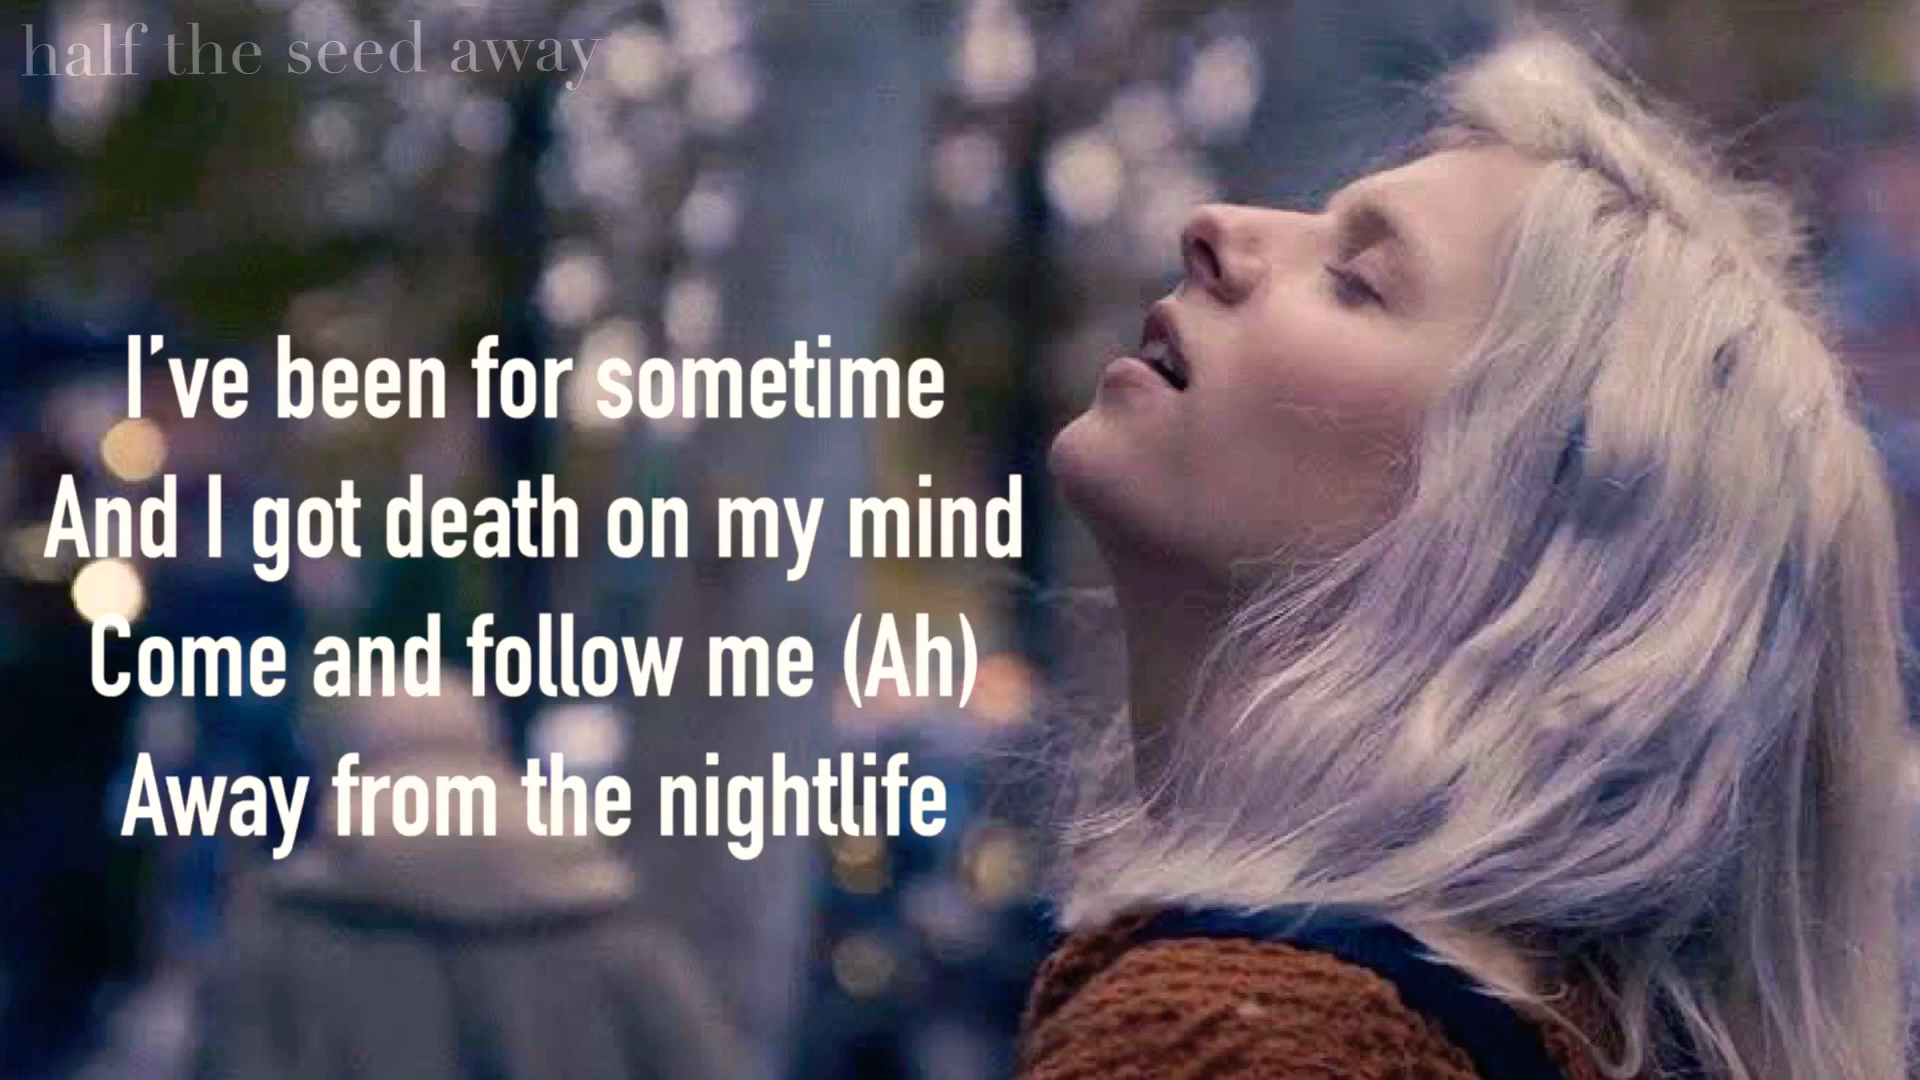 half the seed away
I've been for sometime
And I got death on my mind
Come and follow me (Ah)
Away from the nightlife